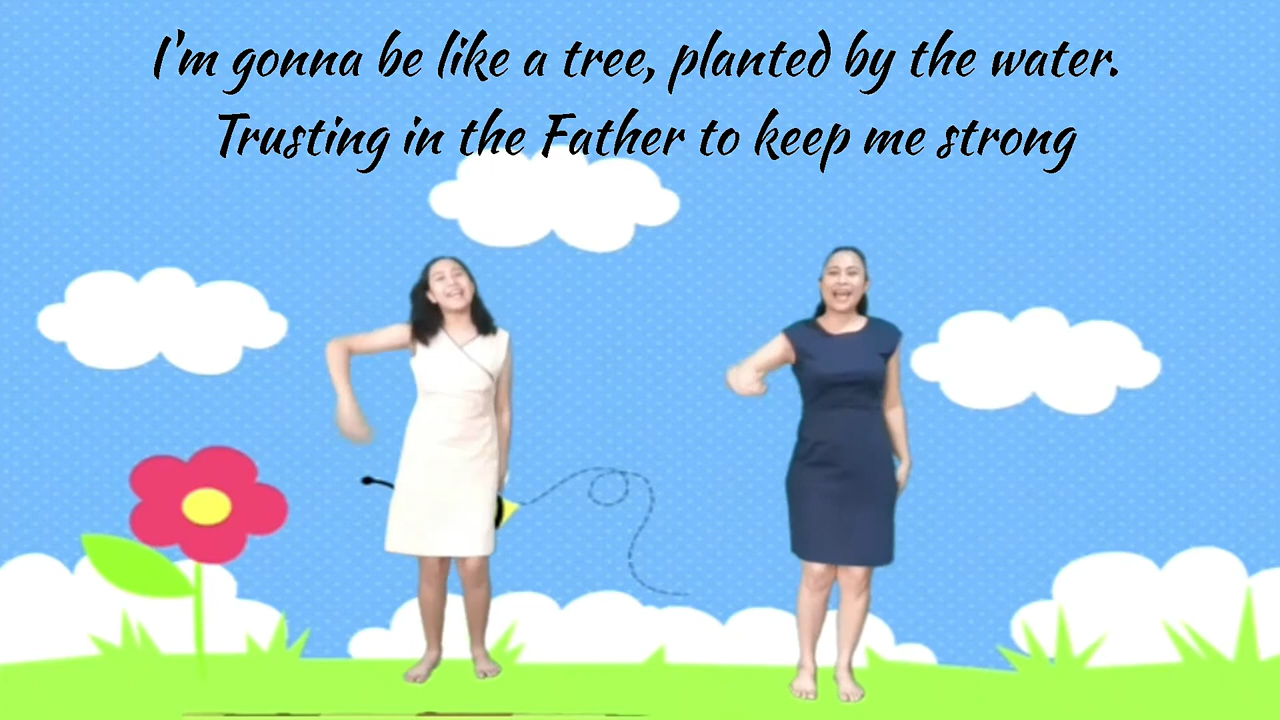 I'm gonna be like a tree, planted by the water.
Trusting in the Father to keep me strong